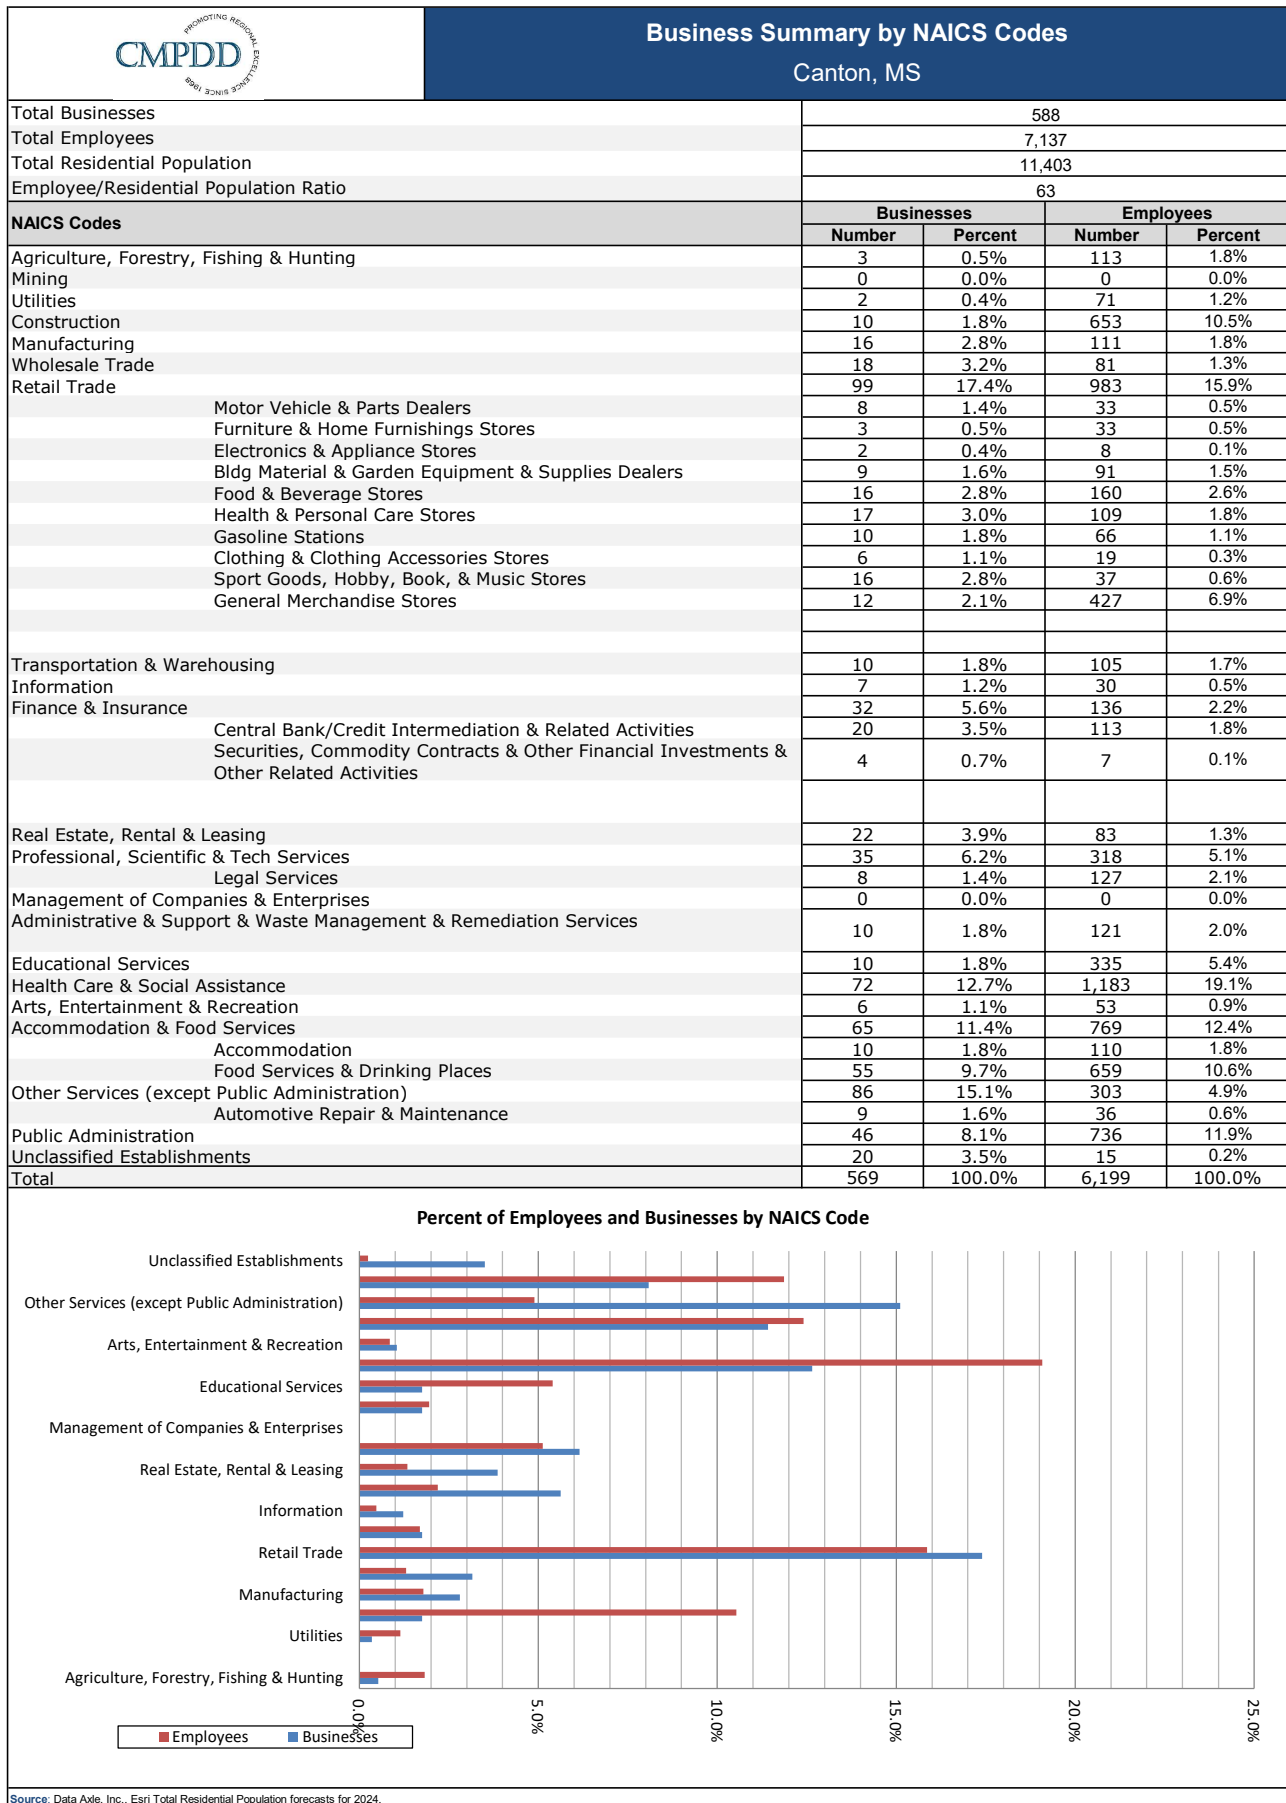 PROMOTING REGIONAL EXCELLENCE SINCE 1968
CMPDD
Business Summary by NAICS Codes
Canton, MS
Total Businesses 588
Total Employees 7,137
Total Residential Population 11,403
Employee/Residential Population Ratio 63
NAICS Codes Businesses Employees
Number Percent Number Percent
Agriculture, Forestry, Fishing & Hunting 3 0.5% 113 1.8%
Mining 0 0.0% 0 0.0%
Utilities 2 0.4% 71 1.2%
Construction 10 1.8% 653 10.5%
Manufacturing 16 2.8% 111 1.8%
Wholesale Trade 18 3.2% 81 1.3%
Retail Trade 99 17.4% 983 15.9%
Motor Vehicle & Parts Dealers 8 1.4% 33 0.5%
Furniture & Home Furnishings Stores 3 0.5% 33 0.5%
Electronics & Appliance Stores 2 0.4% 8 0.1%
Bldg Material & Garden Equipment & Supplies Dealers 9 1.6% 91 1.5%
Food & Beverage Stores 16 2.8% 160 2.6%
Health & Personal Care Stores 17 3.0% 109 1.8%
Gasoline Stations 10 1.8% 66 1.1%
Clothing & Clothing Accessories Stores 6 1.1% 19 0.3%
Sport Goods, Hobby, Book, & Music Stores 16 2.8% 37 0.6%
General Merchandise Stores 12 2.1% 427 6.9%
Transportation & Warehousing 10 1.8% 105 1.7%
Information 7 1.2% 30 0.5%
Finance & Insurance 32 5.6% 136 2.2%
Central Bank/Credit Intermediation & Related Activities 20 3.5% 113 1.8%
Securities, Commodity Contracts & Other Financial Investments &
Other Related Activities 4 0.7% 7 0.1%
Real Estate, Rental & Leasing 22 3.9% 83 1.3%
Professional, Scientific & Tech Services 35 6.2% 318 5.1%
Legal Services 8 1.4% 127 2.1%
Management of Companies & Enterprises 0 0.0% 0 0.0%
Administrative & Support & Waste Management & Remediation Services 10 1.8% 121 2.0%
Educational Services 10 1.8% 335 5.4%
Health Care & Social Assistance 72 12.7% 1,183 19.1%
Arts, Entertainment & Recreation 6 1.1% 53 0.9%
Accommodation & Food Services 65 11.4% 769 12.4%
Accommodation 10 1.8% 110 1.8%
Food Services & Drinking Places 55 9.7% 659 10.6%
Other Services (except Public Administration) 86 15.1% 303 4.9%
Automotive Repair & Maintenance 9 1.6% 36 0.6%
Public Administration 46 8.1% 736 11.9%
Unclassified Establishments 20 3.5% 15 0.2%
Total 569 100.0% 6,199 100.0%
Percent of Employees and Businesses by NAICS Code
Unclassified Establishments
Other Services (except Public Administration)
Arts, Entertainment & Recreation
Educational Services
Management of Companies & Enterprises
Real Estate, Rental & Leasing
Information
Retail Trade
Manufacturing
Utilities
Agriculture, Forestry, Fishing & Hunting
0.0% 5.0% 10.0% 15.0% 20.0% 25.0%
Employees Businesses
Source: Data Axle, Inc., Esri Total Residential Population forecasts for 2024.